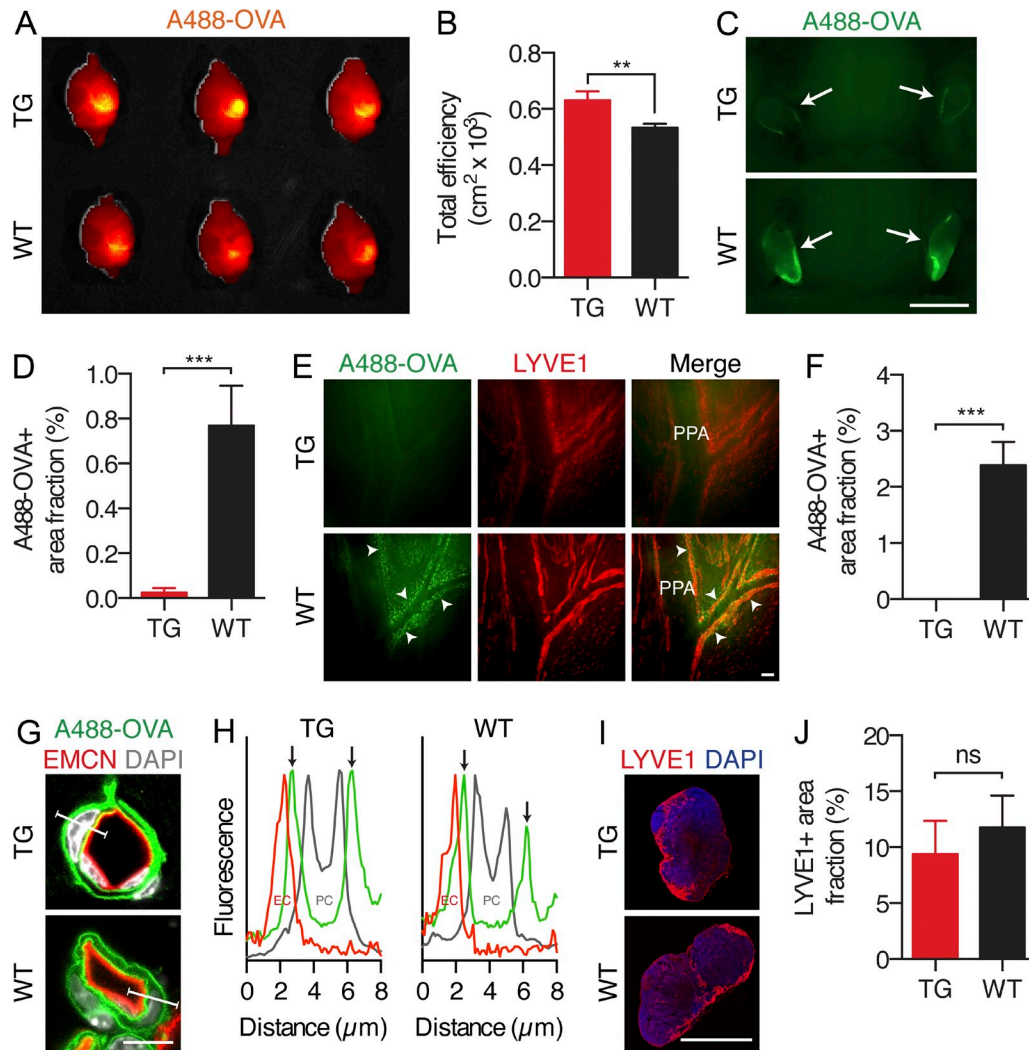 A
A488-OVA
TG
WT
B
**
Total efficiency
(cm² x 10³)
0.8
0.6
0.4
0.2
0.0
TG
WT
C
A488-OVA
TG
WT
D
***
A488-OVA+
area fraction (%)
1.0
0.8
0.6
0.4
0.2
0.0
TG
WT
E
A488-OVA
LYVE1
Merge
TG
PPA
WT
PPA
F
***
A488-OVA+
area fraction (%)
4
3
2
1
0
TG
WT
G
A488-OVA
EMCN DAPI
TG
WT
H
TG
WT
Fluorescence
EC
PC
EC
PC
0 2 4 6 8
0 2 4 6 8
Distance (µm)
Distance (µm)
I
LYVE1 DAPI
TG
WT
J
ns
LYVE1+ area
fraction (%)
20
15
10
5
0
TG
WT